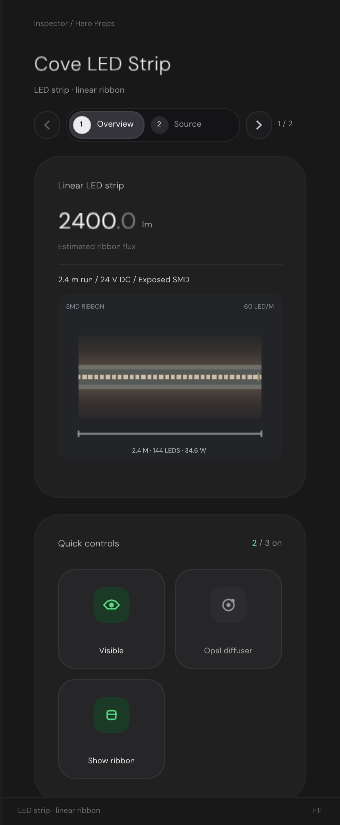 Inspector / Hero Props
Cove LED Strip
LED strip · linear ribbon
1 Overview 2 Source 1 / 2
Linear LED strip
2400.0 lm
Estimated ribbon flux
2.4 m run / 24 V DC / Exposed SMD
SMD RIBBON 60 LED/M
2.4 M · 144 LEDS · 34.6 W
Quick controls 2 / 3 on
Visible Opal diffuser
Show ribbon
LED strip · linear ribbon